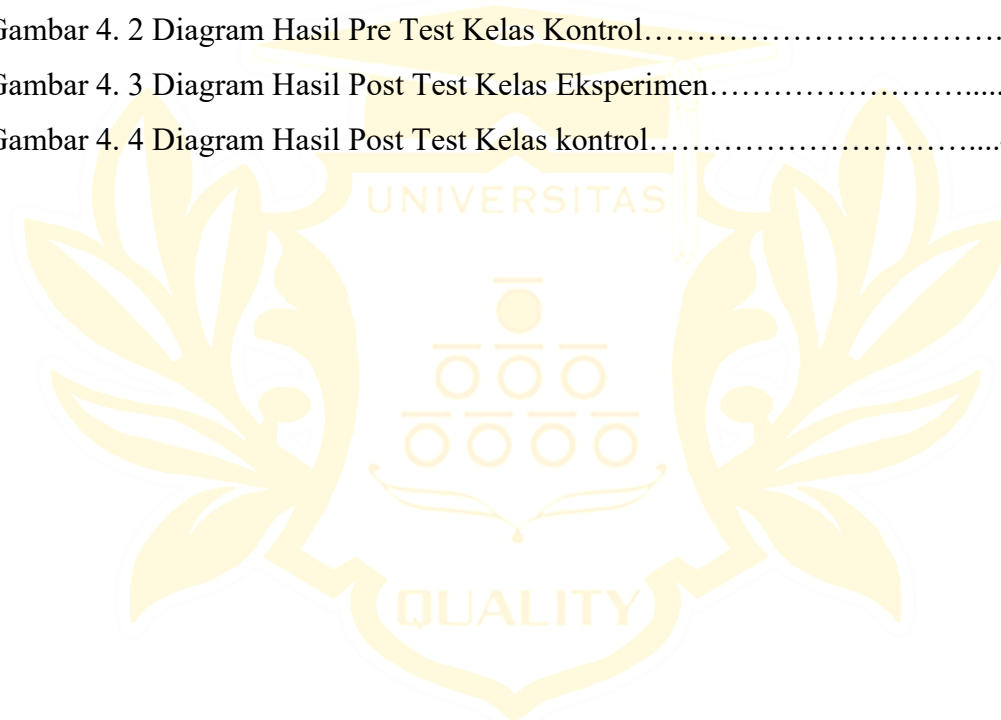 Gambar 4. 2 Diagram Hasil Pre Test Kelas Kontrol…………………………….
Gambar 4. 3 Diagram Hasil Post Test Kelas Eksperimen…………………….....
Gambar 4. 4 Diagram Hasil Post Test Kelas kontrol…………………………....
UNIVERSITAS
QUALITY